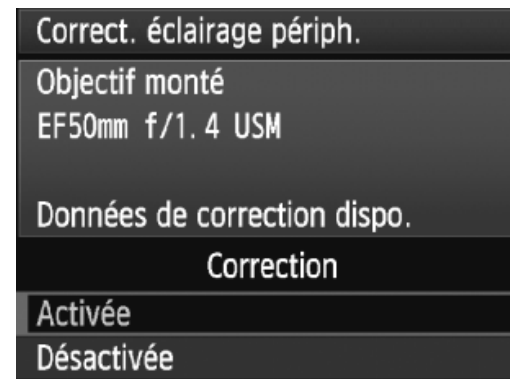 Correct. éclairage périph.
Objectif monté
EF50mm f/1.4 USM
Données de correction dispo.
Correction
Activée
Désactivée